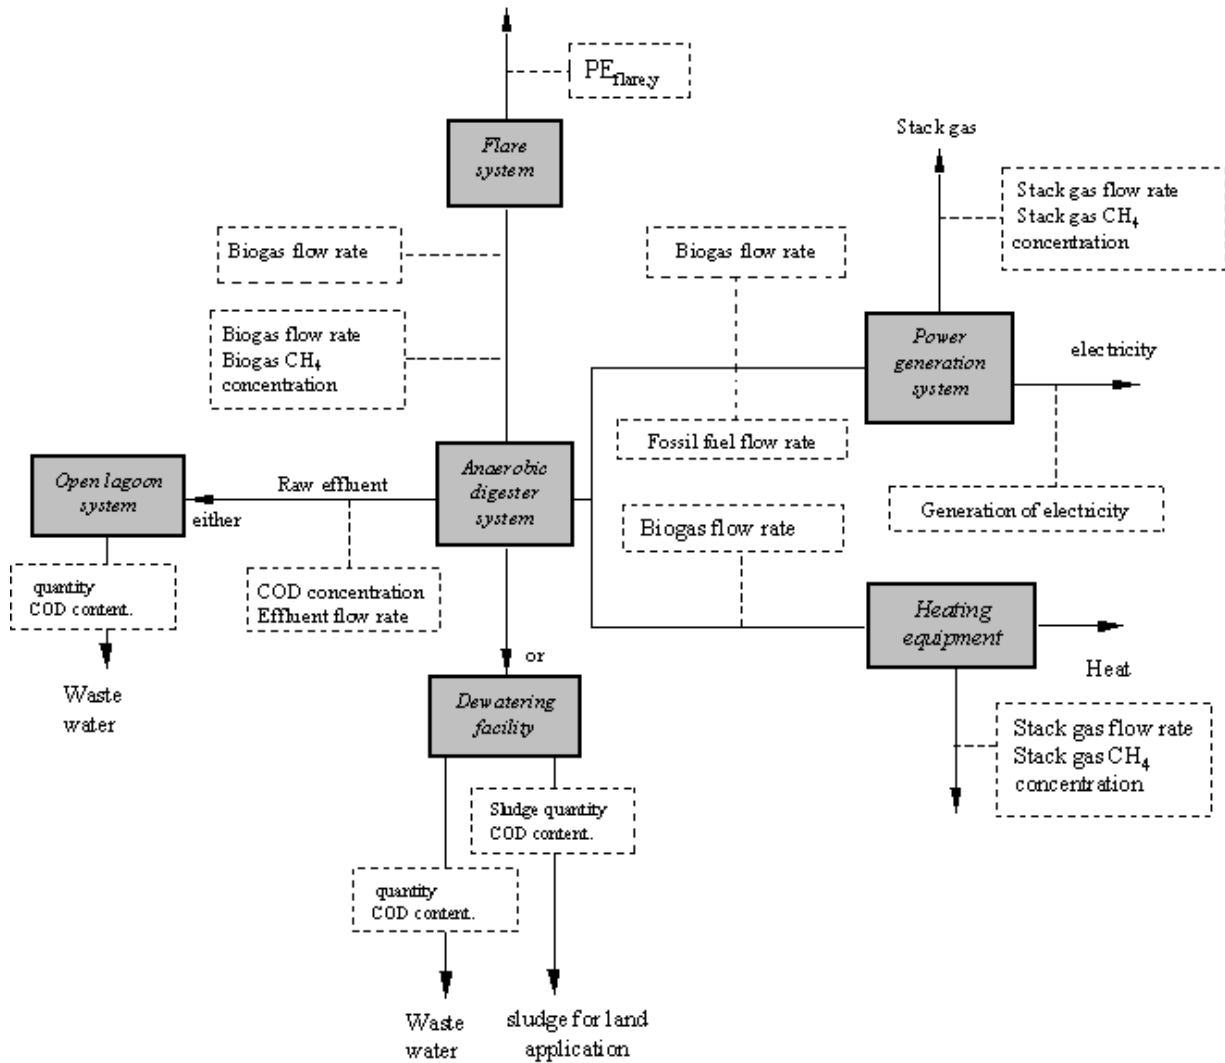 PEflare,y
Flare
system
Stack gas
Stack gas flow rate
Stack gas CH4
concentration
Biogas flow rate
Biogas flow rate
Biogas flow rate
Biogas CH4
concentration
Power
generation
system
electricity
Fossil fuel flow rate
Open lagoon
system
either
Raw effluent
Anaerobic
digester
system
Generation of electricity
Biogas flow rate
quantity
COD content.
COD concentration
Effluent flow rate
Heating
equipment
Heat
or
Waste
water
Dewatering
facility
Stack gas flow rate
Stack gas CH4
concentration
Sludge quantity
COD content.
quantity
COD content.
Waste
water
sludge for land
application